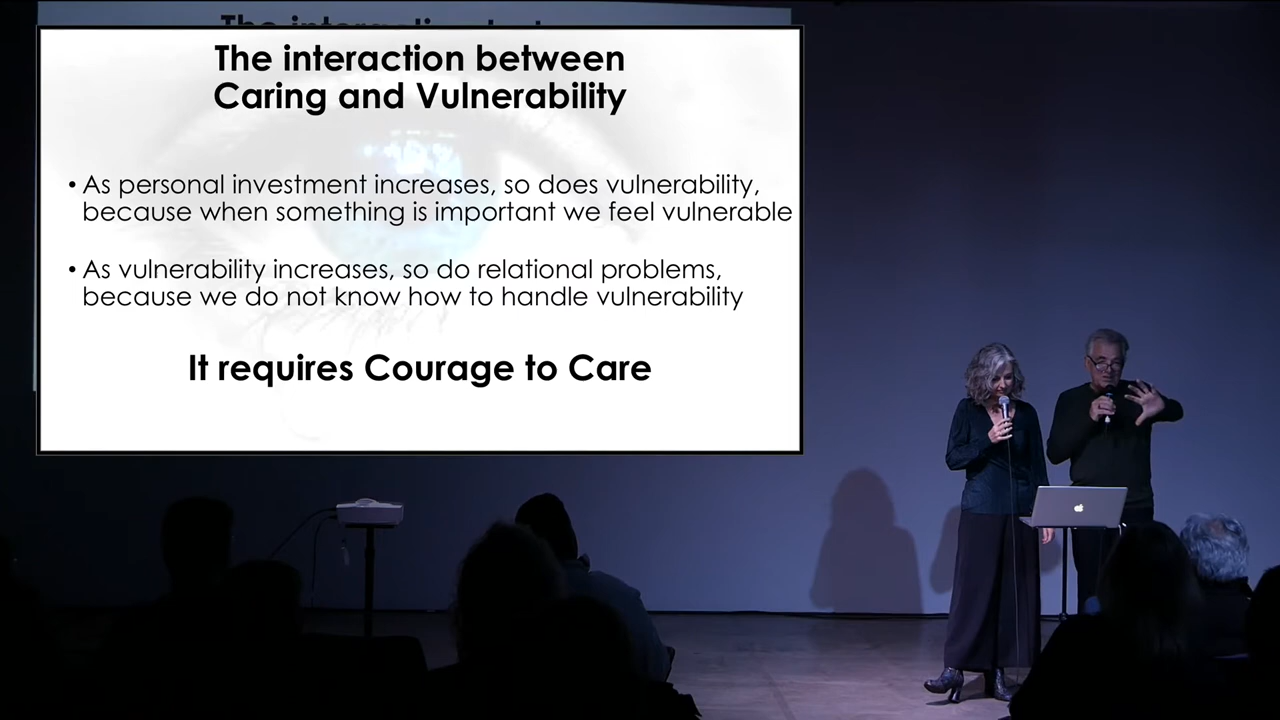 The interaction between
Caring and Vulnerability
• As personal investment increases, so does vulnerability,
because when something is important we feel vulnerable
• As vulnerability increases, so do relational problems,
because we do not know how to handle vulnerability
It requires Courage to Care